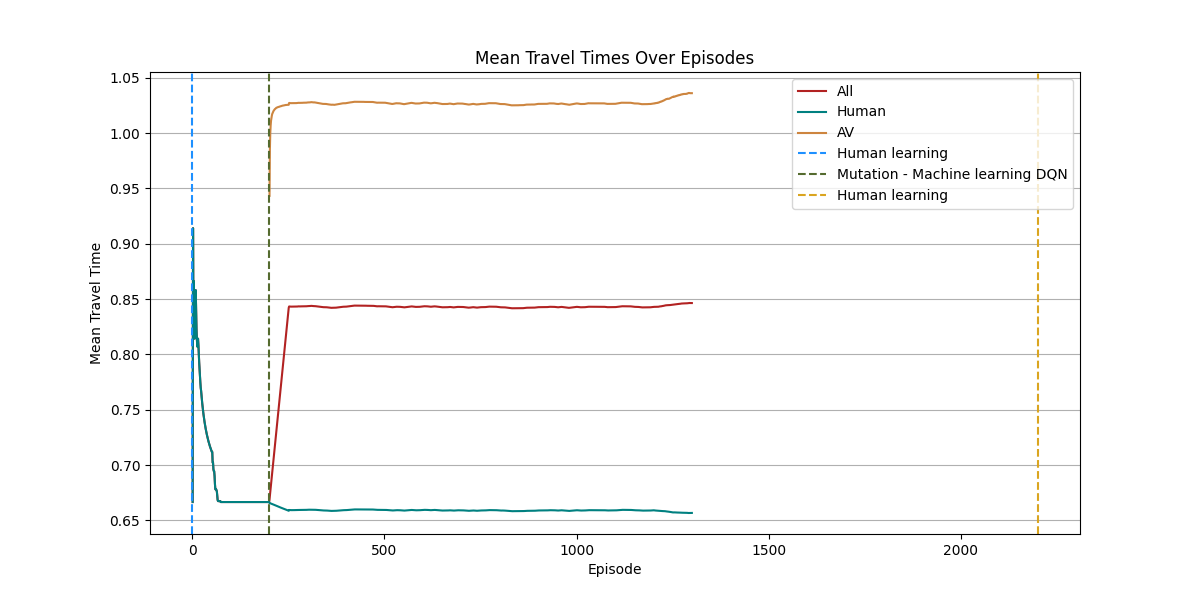 Mean Travel Times Over Episodes
1.05
1.00
0.95
0.90
0.85
0.80
0.75
0.70
0.65
Mean Travel Time
All
Human
AV
Human learning
Mutation - Machine learning DQN
Human learning
0
500
1000
1500
2000
Episode